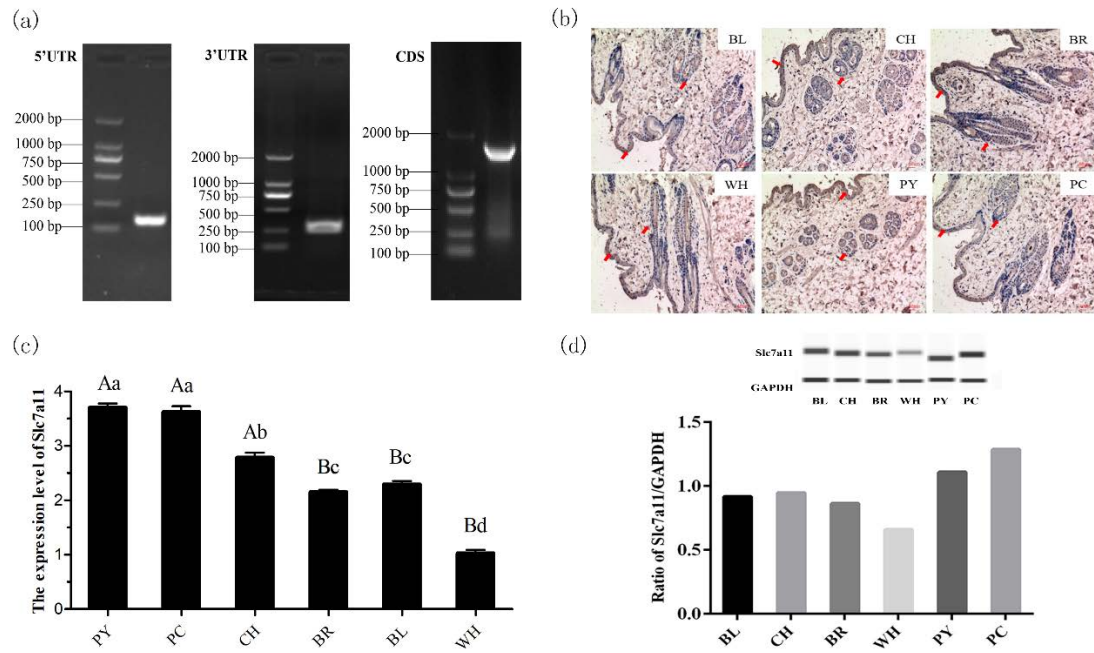 (a)
5'UTR
2000 bp
1000 bp
750 bp
500 bp
250 bp
100 bp
3'UTR
2000 bp
1000 bp
750 bp
500 bp
250 bp
100 bp
CDS
2000 bp
1000 bp
750 bp
500 bp
250 bp
100 bp
(b)
BL
CH
BR
WH
PY
PC
(c)
The expression level of Slc7a11
4
3
2
1
0
Aa
Aa
Ab
Bc
Bc
Bd
PY
PC
CH
BR
BL
WH
(d)
Slc7a11
GAPDH
BL CH BR WH PY PC
Ratio of Slc7a11/GAPDH
1.5
1.0
0.5
0.0
BL CH BR WH PY PC